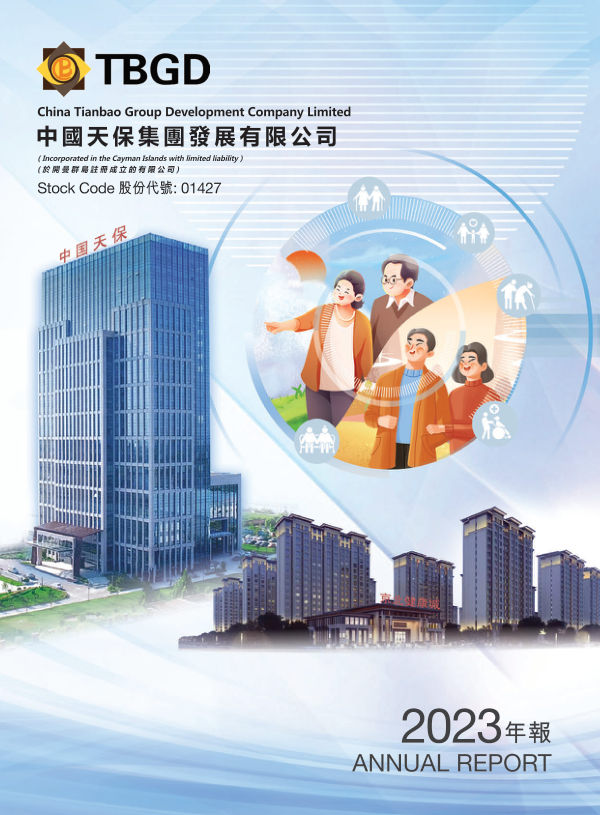 TBGD
China Tianbao Group Development Company Limited
中國天保集團發展有限公司
( Incorporated in the Cayman Islands with limited liability )
(於開曼群島註冊成立的有限公司)
Stock Code 股份代號: 01427
中国天保
2023年報
ANNUAL REPORT